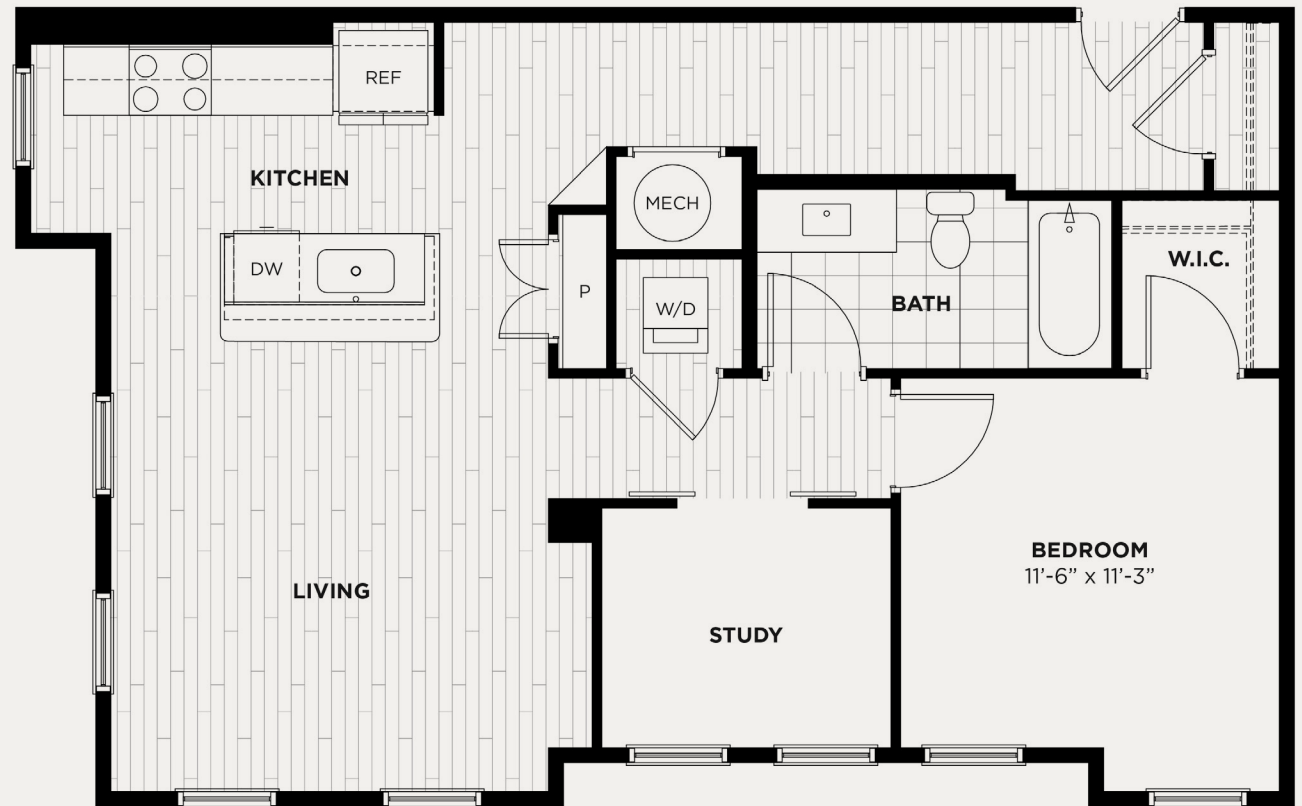 REF
KITCHEN
MECH
DW
P
W/D
BATH
W.I.C.
BEDROOM
11’-6” x 11’-3”
LIVING
STUDY